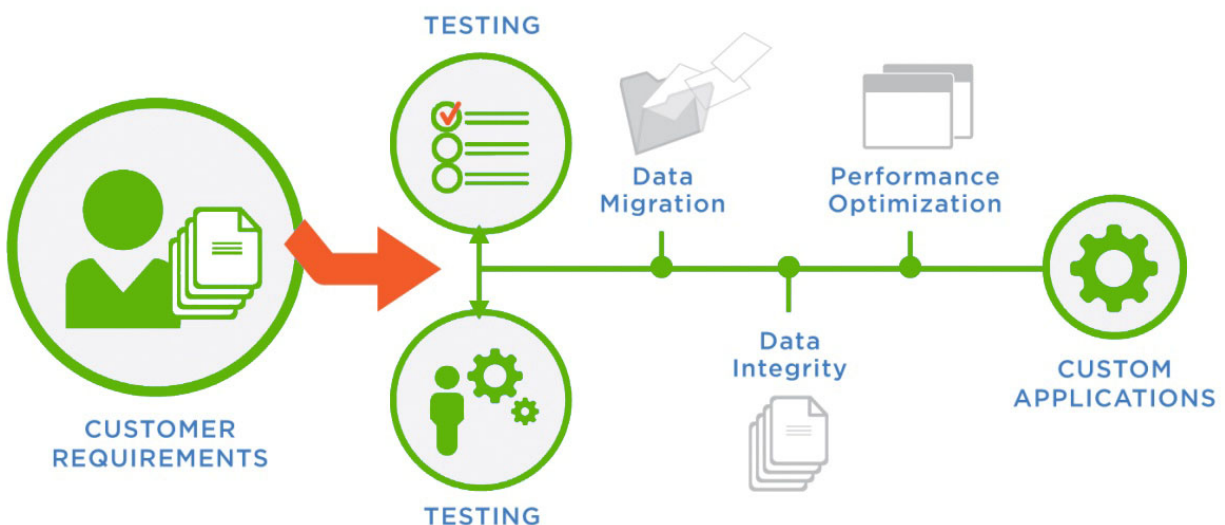 TESTING
Data
Migration
Performance
Optimization
Data
Integrity
CUSTOM
APPLICATIONS
CUSTOMER
REQUIREMENTS
TESTING